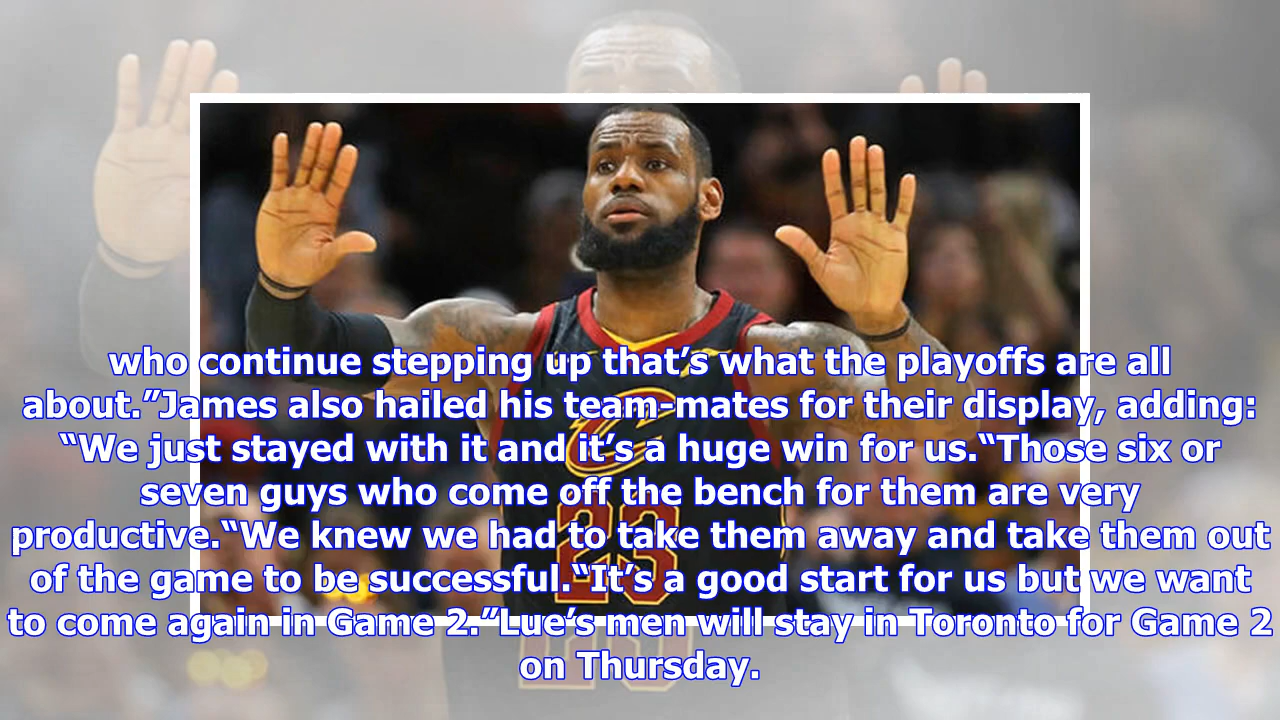 who continue stepping up that’s what the playoffs are all
about.”James also hailed his team-mates for their display, adding:
“We just stayed with it and it’s a huge win for us.“Those six or
seven guys who come off the bench for them are very
productive.“We knew we had to take them away and take them out
of the game to be successful.“It’s a good start for us but we want
to come again in Game 2.”Lue’s men will stay in Toronto for Game 2
on Thursday.
C
23